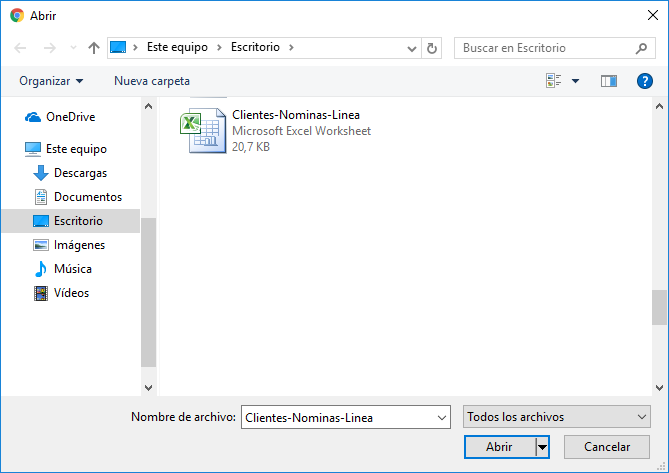 Abrir
Este equipo
Escritorio
Buscar en Escritorio
Organizar
Nueva carpeta
?
OneDrive
Este equipo
Descargas
Documentos
Escritorio
Imágenes
Música
Vídeos
Clientes-Nominas-Linea
Microsoft Excel Worksheet
20,7 KB
Nombre de archivo:
Clientes-Nominas-Linea
Todos los archivos
Abrir
Cancelar